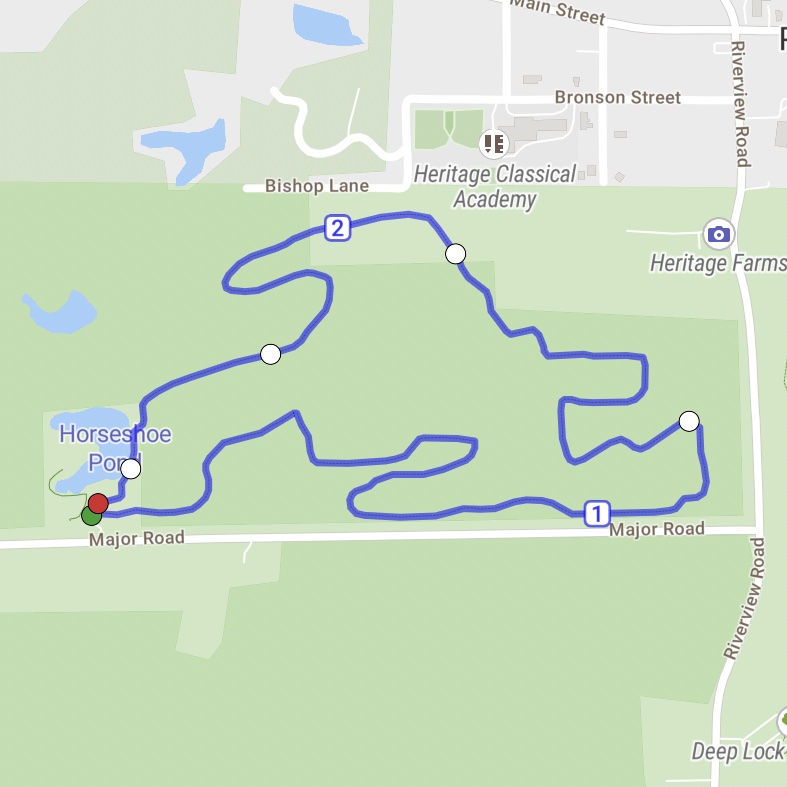 Main Street
P
Riverview Road
Bronson Street
Heritage Classical
Academy
Bishop Lane
2
Heritage Farms
Horseshoe
Pond
1
Major Road
Major Road
Riverview Road
Deep Lock